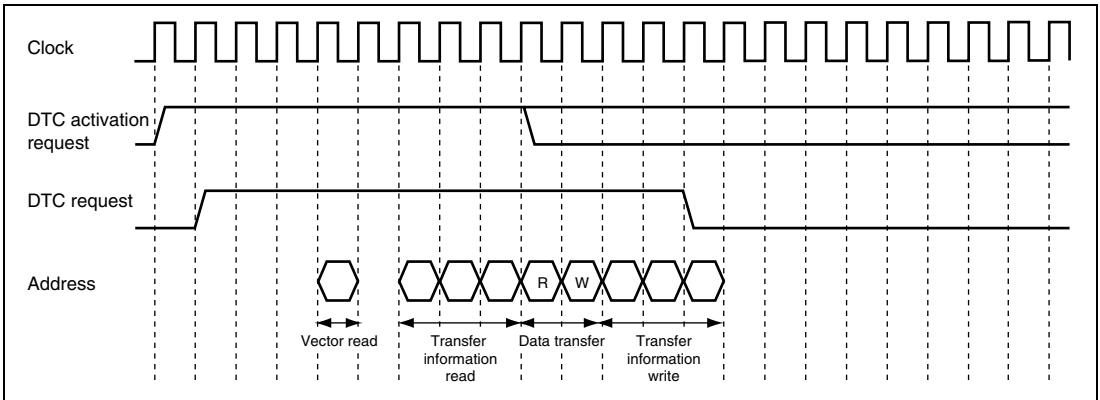 Clock
DTC activation
request
DTC request
Address
R
W
Vector read
Transfer
information
read
Data transfer
Transfer
information
write